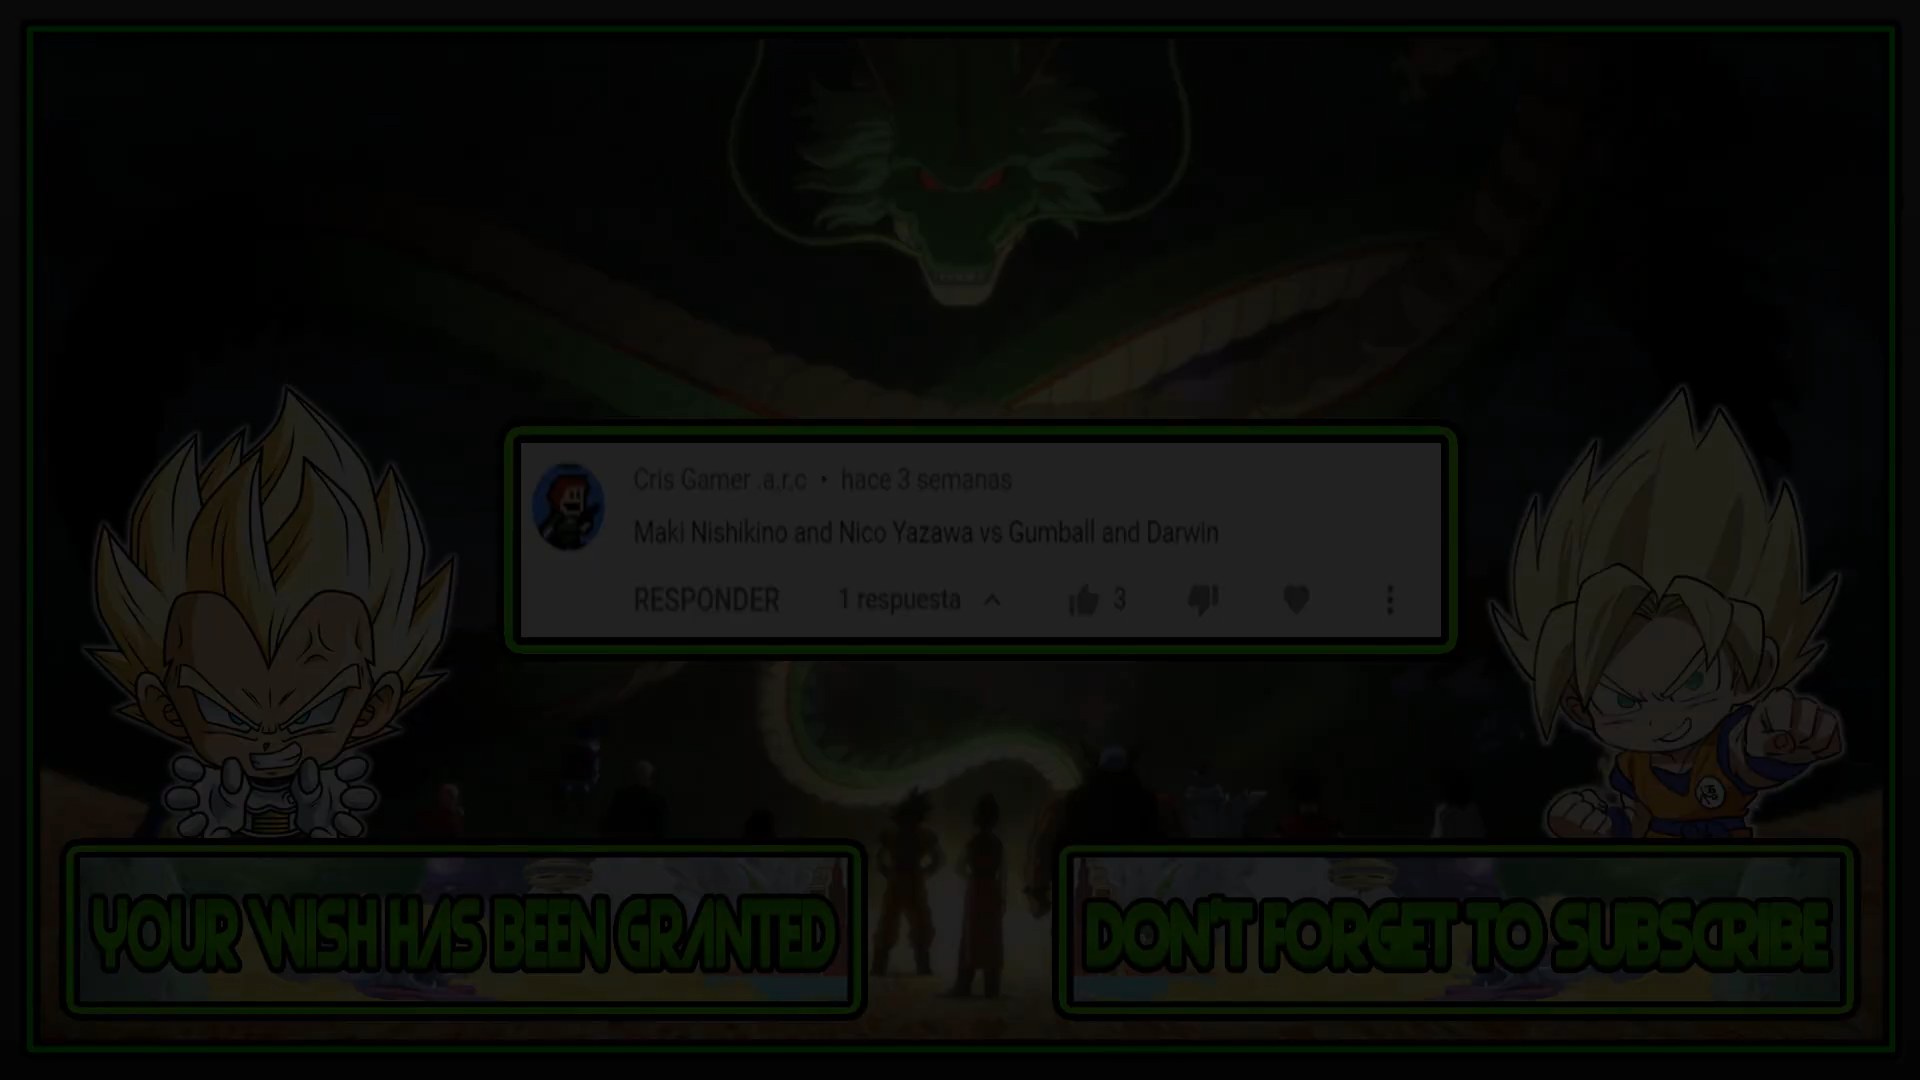 Cris Gamer .a.r.c • hace 3 semanas
Maki Nishikino and Nico Yazawa vs Gumball and Darwin
RESPONDER 1 respuesta 3
YOUR WISH HAS BEEN GRANTED
DON'T FORGET TO SUBSCRIBE